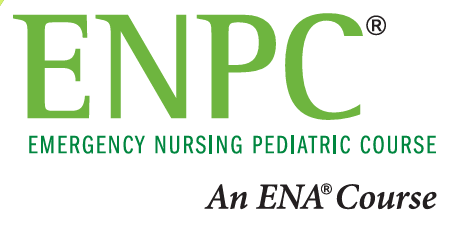 ENPC®
EMERGENCY NURSING PEDIATRIC COURSE
An ENA® Course